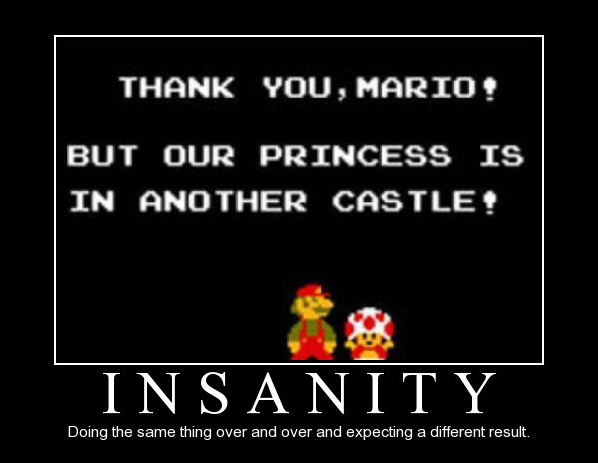 THANK YOU, MARIO!
BUT OUR PRINCESS IS
IN ANOTHER CASTLE!
INSANITY
Doing the same thing over and over and expecting a different result.